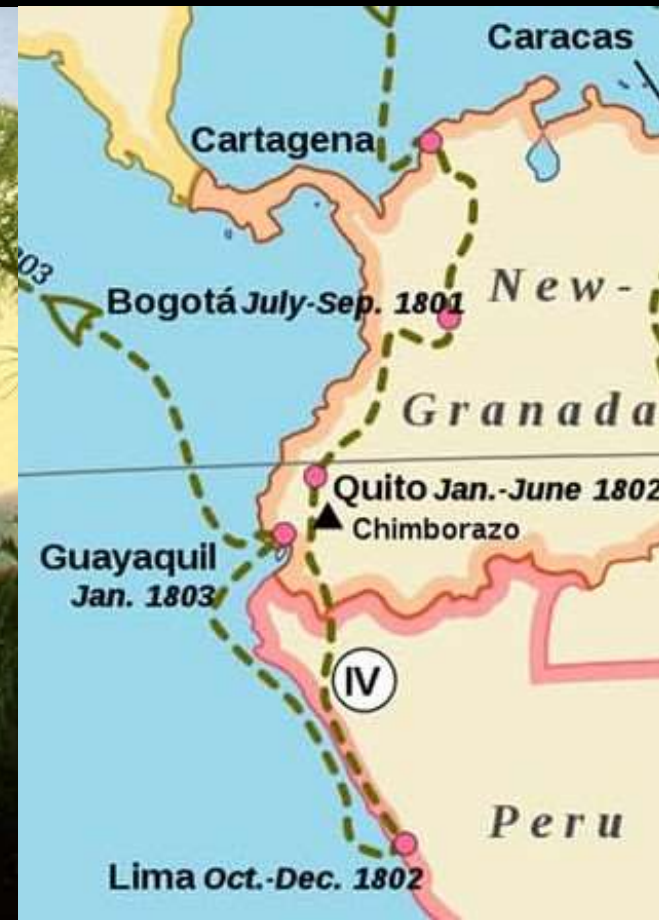 Caracas
Cartagena
03
Bogotá July-Sep. 1801
New-
Granada
Quito Jan.-June 1802
Chimborazo
Guayaquil
Jan. 1803
IV
Peru
Lima Oct.-Dec. 1802